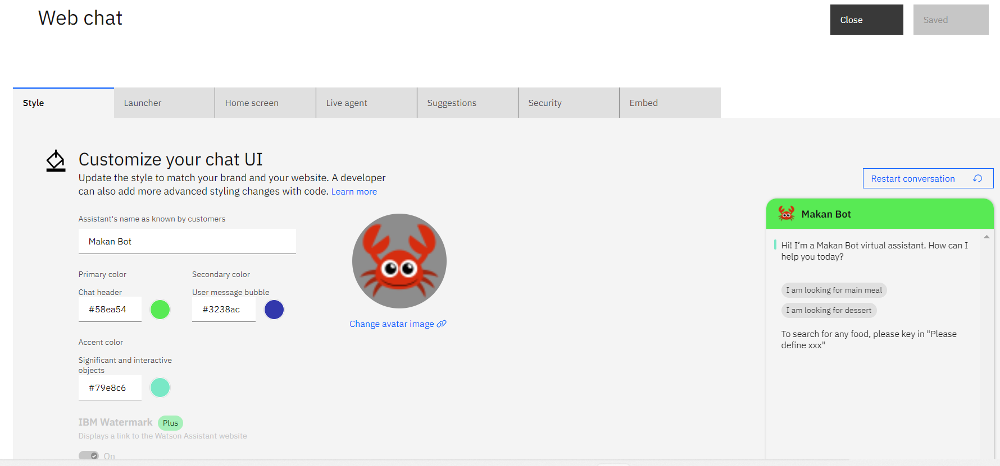 Web chat
Close
Saved
Style
Launcher
Home screen
Live agent
Suggestions
Security
Embed
Customize your chat UI
Update the style to match your brand and your website. A developer
can also add more advanced styling changes with code. Learn more
Assistant's name as known by customers
Makan Bot
Primary color
Secondary color
Chat header
User message bubble
#58ea54
#3238ac
Accent color
Significant and interactive
objects
#79e8c6
IBM Watermark Plus
Displays a link to the Watson Assistant website
On
Change avatar image
Restart conversation
Makan Bot
Hi! I’m a Makan Bot virtual assistant. How can I
help you today?
I am looking for main meal
I am looking for dessert
To search for any food, please key in "Please
define xxx"